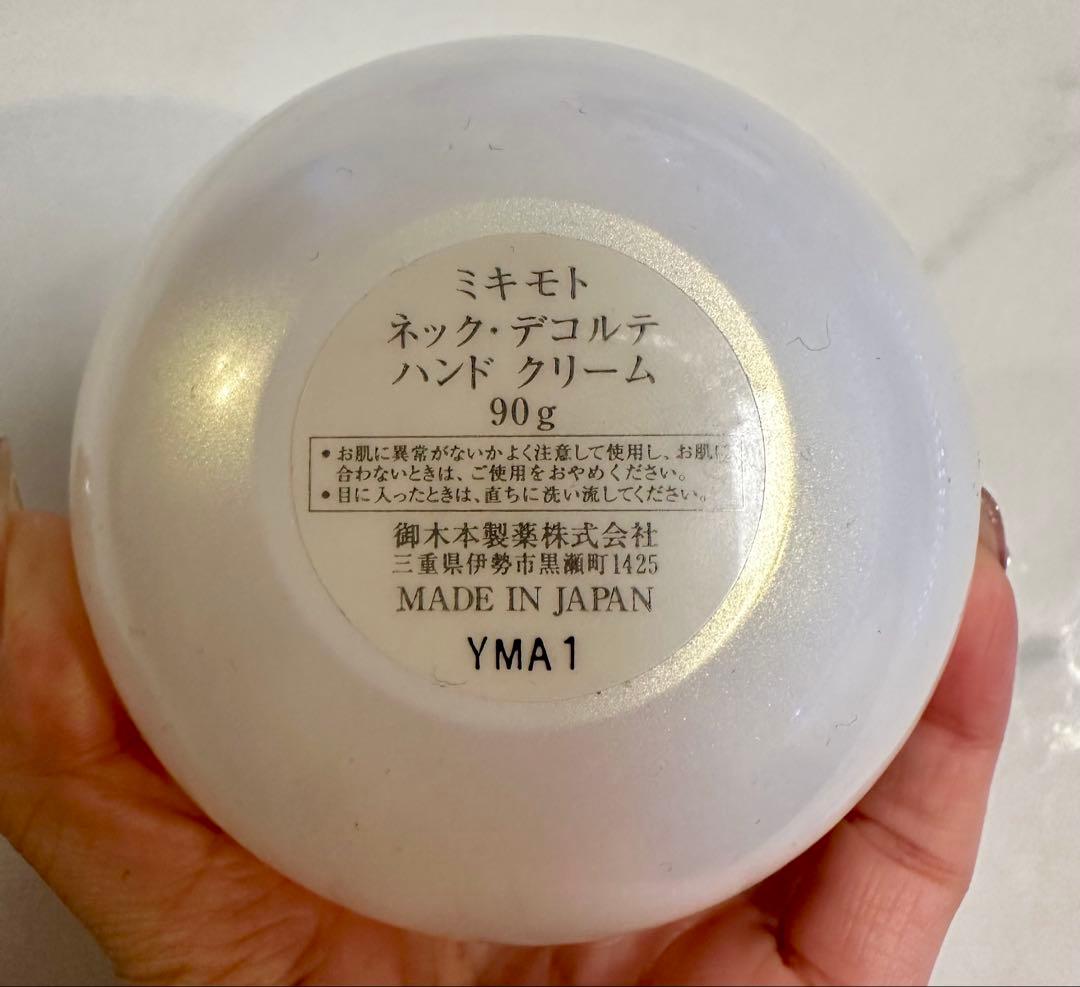 ミキモト
ネック・デコルテ
ハンド クリーム
90g
• お肌に異常がないかよく注意して使用し、お肌に
合わないときは、ご使用をおやめください。
• 目に入ったときは、直ちに洗い流してください。
御木本製薬株式会社
三重県伊勢市黒瀬町1425
MADE IN JAPAN
YMA1